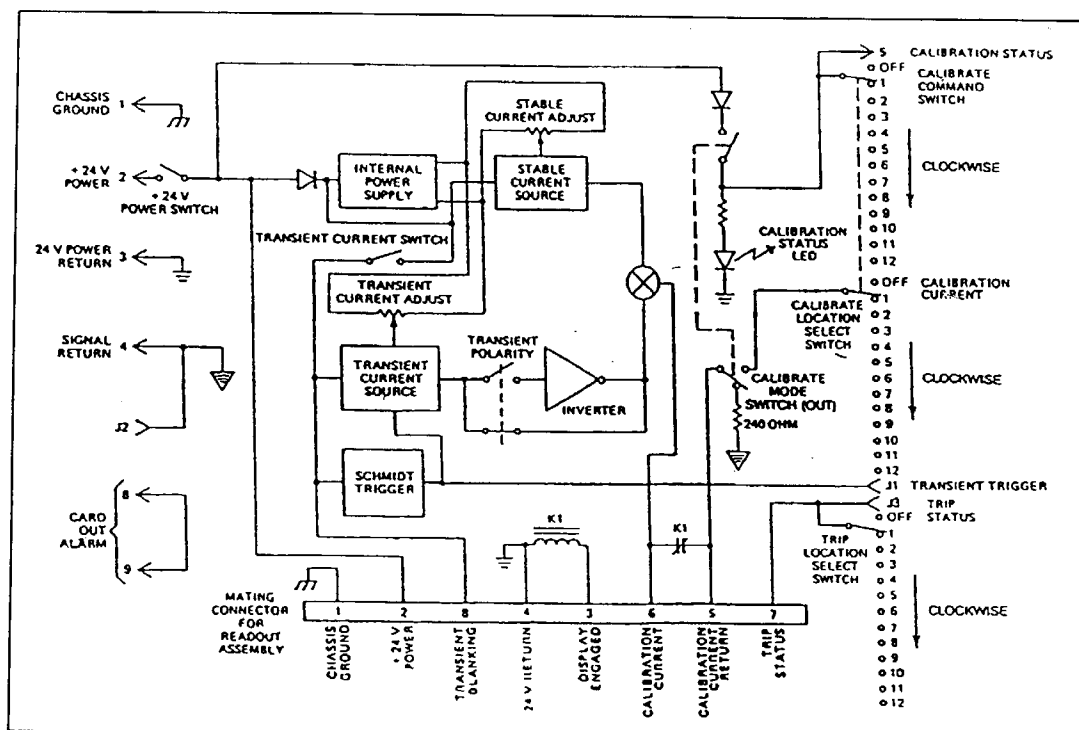 CHASSIS
GROUND 1
+ 24 V
POWER 2
+ 24 V
POWER SWITCH
24 V POWER
RETURN 3
SIGNAL
RETURN 4
J2
8
CARD
OUT
ALARM
9
STABLE
CURRENT ADJUST
INTERNAL
POWER
SUPPLY
STABLE
CURRENT
SOURCE
TRANSIENT CURRENT SWITCH
TRANSIENT
CURRENT ADJUST
TRANSIENT
CURRENT
SOURCE
TRANSIENT
POLARITY
INVERTER
SCHMIDT
TRIGGER
K1
K1
CALIBRATION
STATUS
LED
CALIBRATE
LOCATION
SELECT
SWITCH
CALIBRATE
MODE
SWITCH (OUT)
240 OHM
5 CALIBRATION STATUS
OFF
CALIBRATE
COMMAND
SWITCH
1
2
3
4
5
6
7
8
9
10
11
12
CLOCKWISE
OFF CALIBRATION
CURRENT
1
2
3
4
5
6
7
8
9
10
11
12
CLOCKWISE
J1 TRANSIENT TRIGGER
J3 TRIP
STATUS
OFF
TRIP
LOCATION
SELECT
SWITCH
1
2
3
4
5
6
7
8
9
10
11
12
CLOCKWISE
MATING
CONNECTOR
FOR
READOUT
ASSEMBLY
1 2 8 4 3 6 5 7
CHASSIS
GROUND
+ 24 V
POWER
TRANSIENT
BLANKING
24 V RETURN
DISPLAY
ENGAGED
CALIBRATION
CURRENT
CALIBRATION
CURRENT
RETURN
TRIP
STATUS